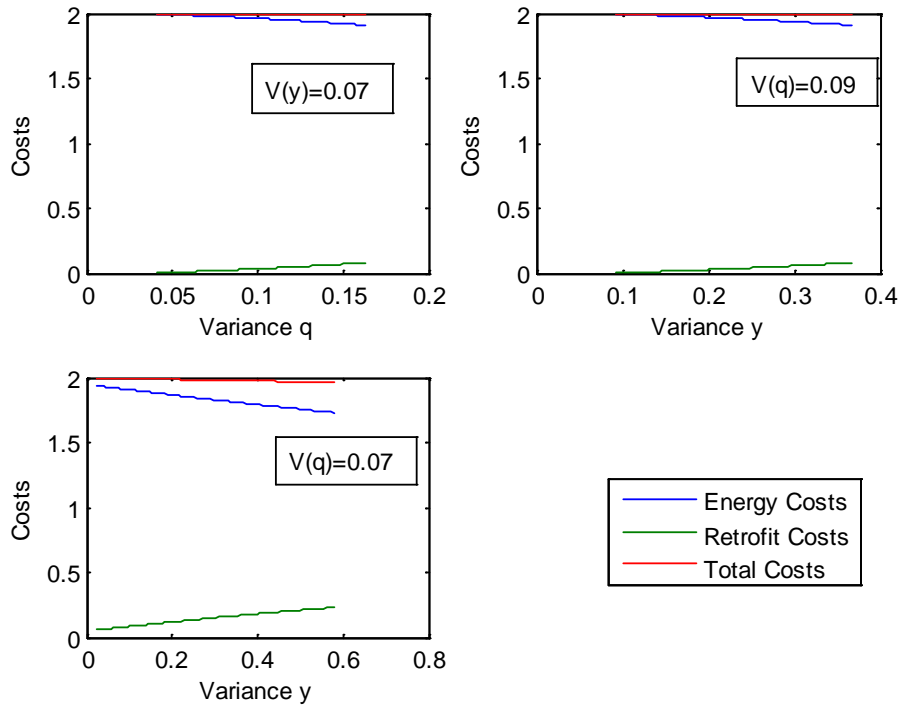 2
1.5
1
0.5
0
Costs
V(y)=0.07
0 0.05 0.1 0.15 0.2
Variance q
2
1.5
1
0.5
0
Costs
V(q)=0.09
0 0.1 0.2 0.3 0.4
Variance y
2
1.5
1
0.5
0
Costs
V(q)=0.07
0 0.2 0.4 0.6 0.8
Variance y
Energy Costs
Retrofit Costs
Total Costs